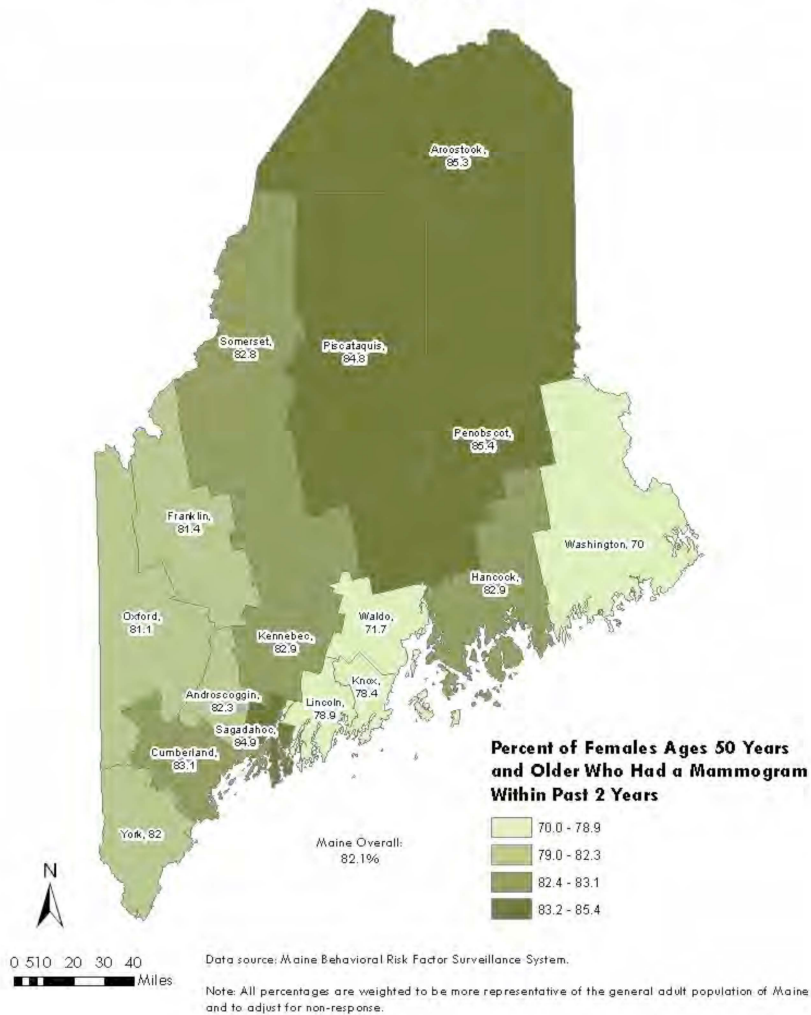 Aroostook,
85.3
Somerset,
82.8
Piscataquis,
84.8
Penobscot,
85.4
Franklin,
81.4
Washington, 70
Hancock,
82.9
Oxford,
81.1
Waldo,
71.7
Kennebec,
82.9
Knox,
78.4
Androscoggin,
82.3
Lincoln,
78.9
Sagadahoc,
84.9
Cumberland,
83.1
York, 82
Maine Overall:
82.1%
Percent of Females Ages 50 Years
and Older Who Had a Mammogram
Within Past 2 Years
70.0 - 78.9
79.0 - 82.3
82.4 - 83.1
83.2 - 85.4
N
0 510 20 30 40
Miles
Data source: Maine Behavioral Risk Factor Surveillance System.
Note: All percentages are weighted to be more representative of the general adult population of Maine
and to adjust for non-response.